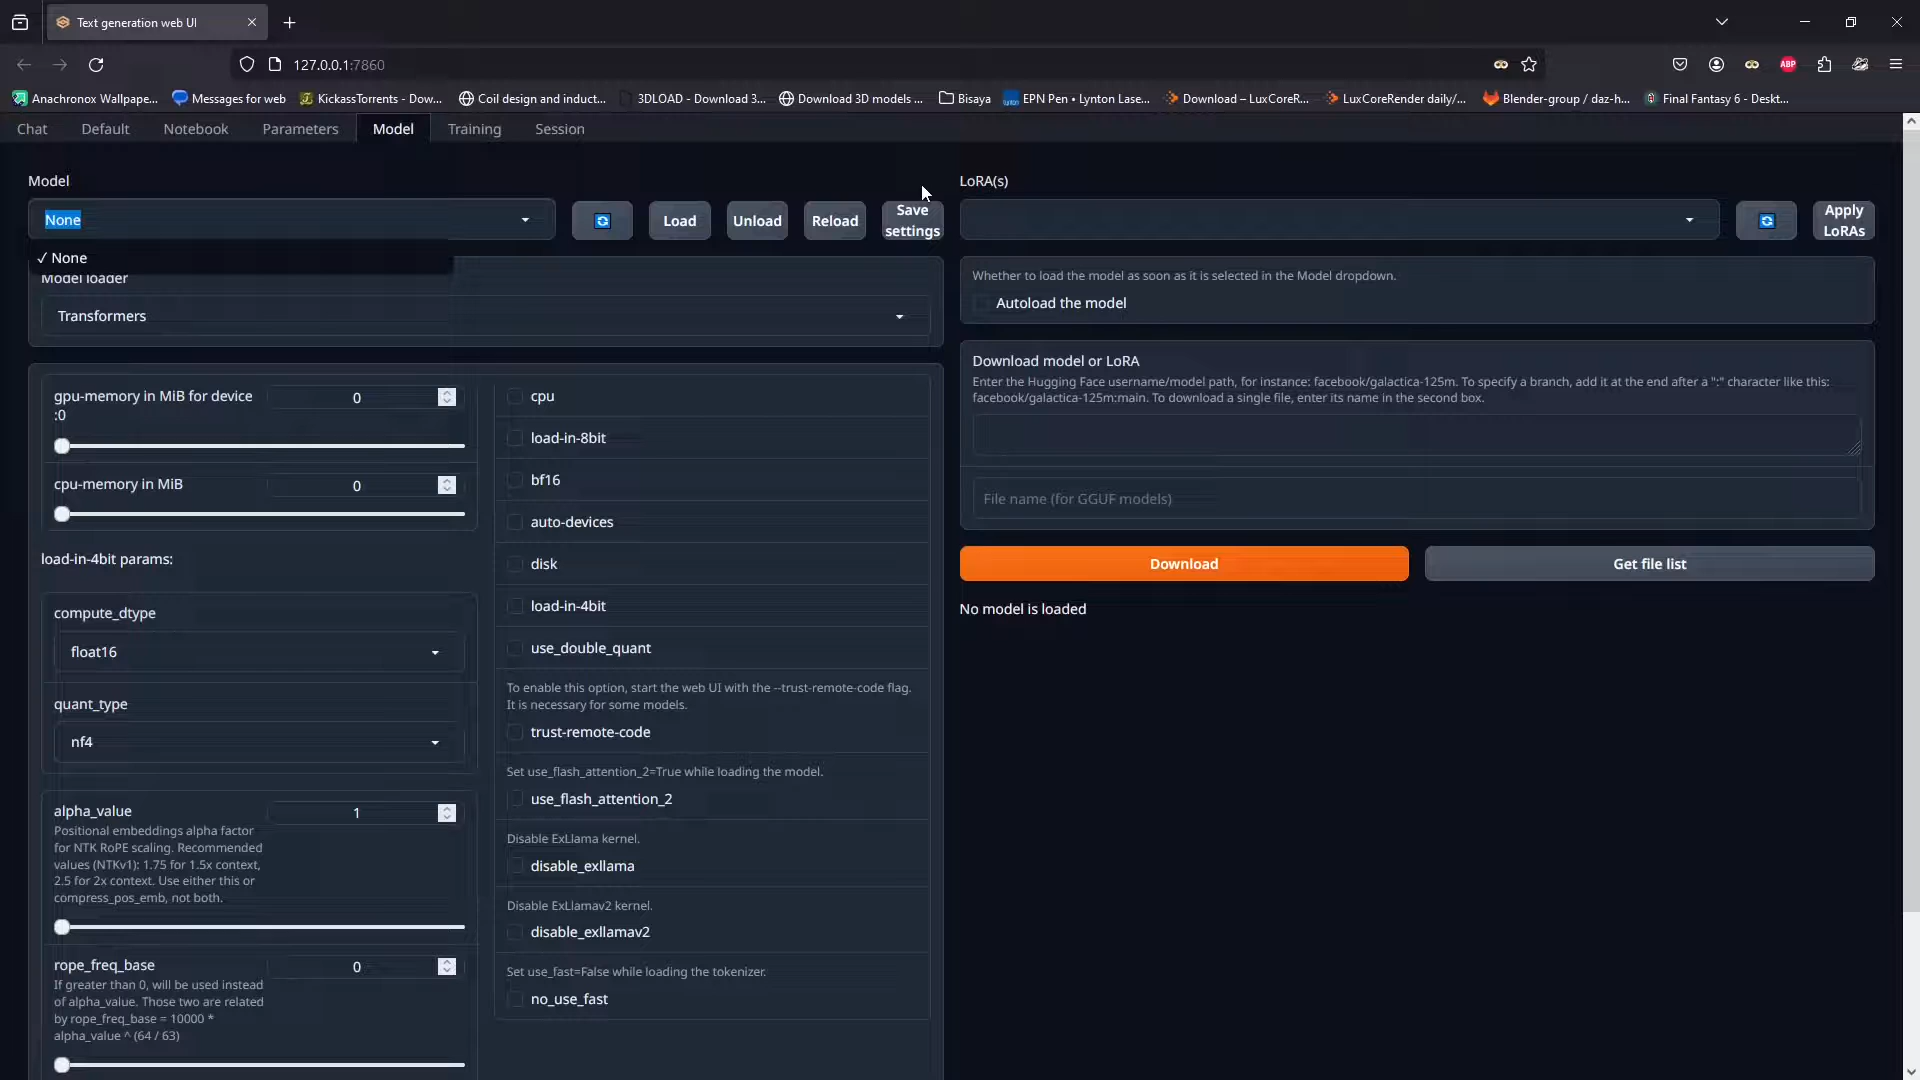 Text generation web UI
127.0.0.1:7860
ABP
Anachronox Wallpape...
Messages for web
KickassTorrents - Dow...
Coil design and induct...
3DLOAD - Download 3...
Download 3D models ...
Bisaya
EPN Pen • Lynton Lase...
Download – LuxCoreR...
LuxCoreRender daily/...
Blender-group / daz-h...
Final Fantasy 6 - Deskt...
Chat
Default
Notebook
Parameters
Model
Training
Session
Model
None
Load
Unload
Reload
Save
settings
✓ None
Model loader
Transformers
gpu-memory in MiB for device
:0
0
cpu-memory in MiB
0
load-in-4bit params:
compute_dtype
float16
quant_type
nf4
alpha_value
1
Positional embeddings alpha factor
for NTK RoPE scaling. Recommended
values (NTKv1): 1.75 for 1.5x context,
2.5 for 2x context. Use either this or
compress_pos_emb, not both.
rope_freq_base
0
If greater than 0, will be used instead
of alpha_value. Those two are related
by rope_freq_base = 10000 *
alpha_value ^ (64 / 63)
cpu
load-in-8bit
bf16
auto-devices
disk
load-in-4bit
use_double_quant
To enable this option, start the web UI with the --trust-remote-code flag.
It is necessary for some models.
trust-remote-code
Set use_flash_attention_2=True while loading the model.
use_flash_attention_2
Disable ExLlama kernel.
disable_exllama
Disable ExLlamav2 kernel.
disable_exllamav2
Set use_fast=False while loading the tokenizer.
no_use_fast
LoRA(s)
Apply
LoRAs
Whether to load the model as soon as it is selected in the Model dropdown.
Autoload the model
Download model or LoRA
Enter the Hugging Face username/model path, for instance: facebook/galactica-125m. To specify a branch, add it at the end after a ":" character like this:
facebook/galactica-125m:main. To download a single file, enter its name in the second box.
File name (for GGUF models)
Download
Get file list
No model is loaded